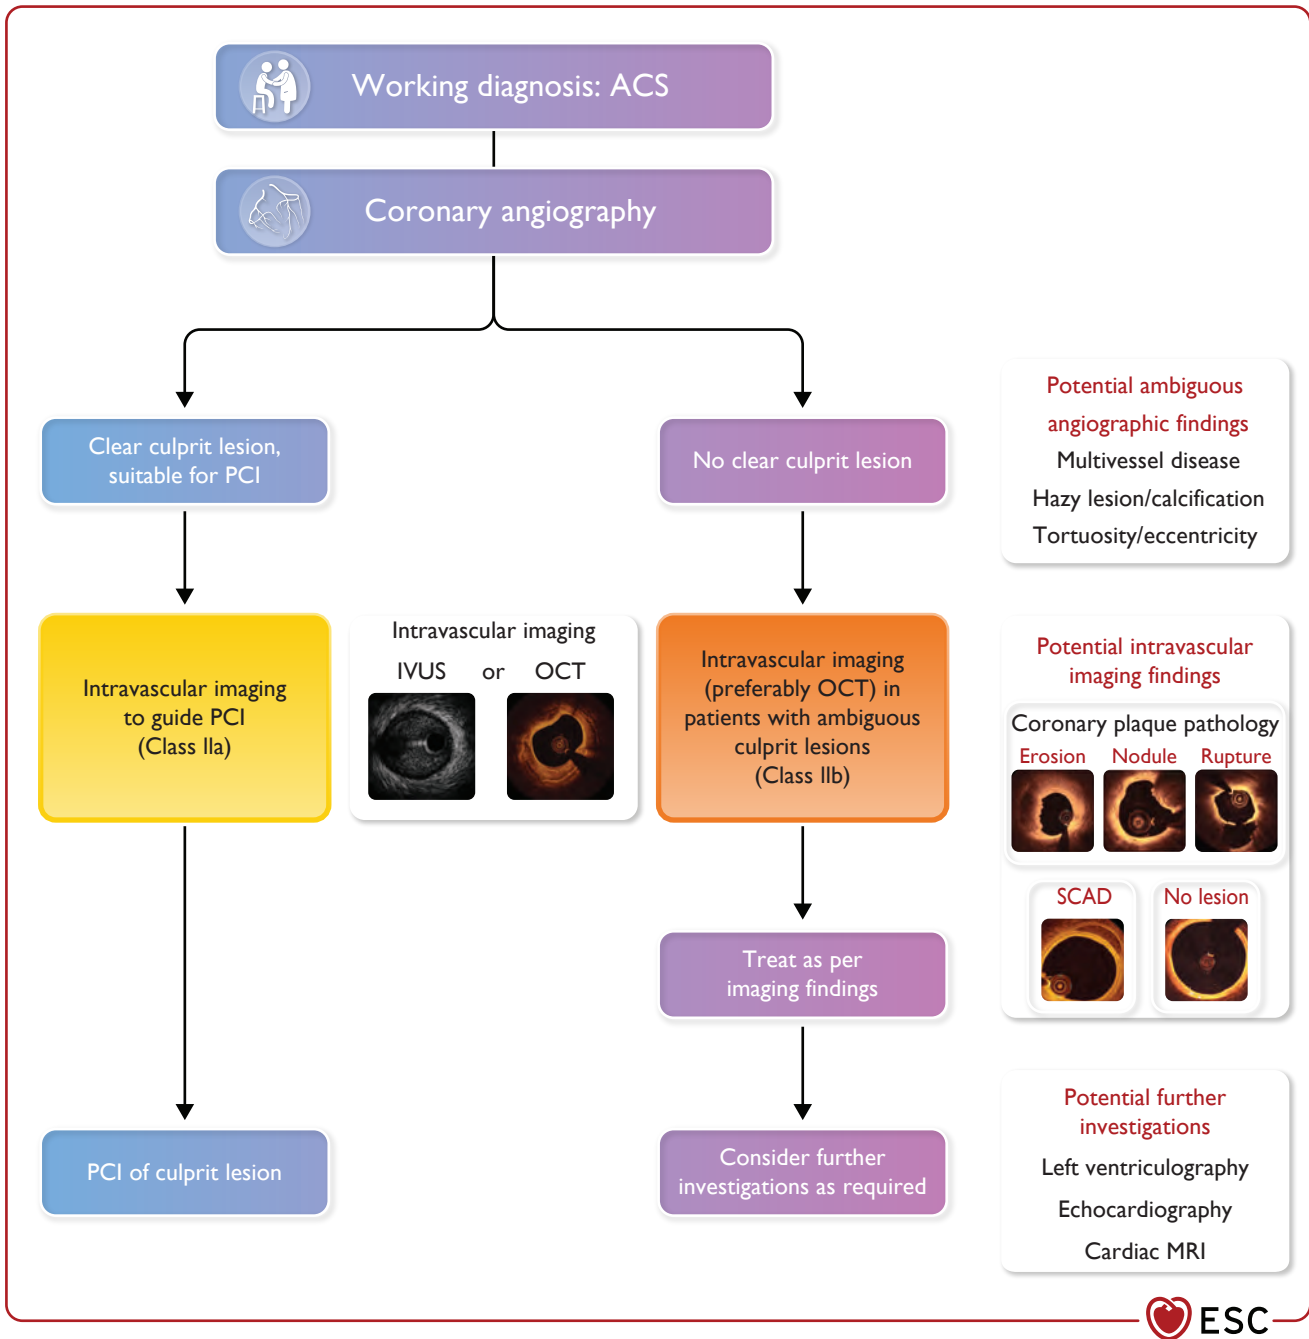 Working diagnosis: ACS
Coronary angiography
Clear culprit lesion,
suitable for PCI
No clear culprit lesion
Potential ambiguous
angiographic findings
Multivessel disease
Hazy lesion/calcification
Tortuosity/eccentricity
Intravascular imaging
to guide PCI
(Class IIa)
Intravascular imaging
IVUS or OCT
Intravascular imaging
(preferably OCT) in
patients with ambiguous
culprit lesions
(Class IIb)
Potential intravascular
imaging findings
Coronary plaque pathology
Erosion Nodule Rupture
SCAD No lesion
Treat as per
imaging findings
PCI of culprit lesion
Consider further
investigations as required
Potential further
investigations
Left ventriculography
Echocardiography
Cardiac MRI
ESC